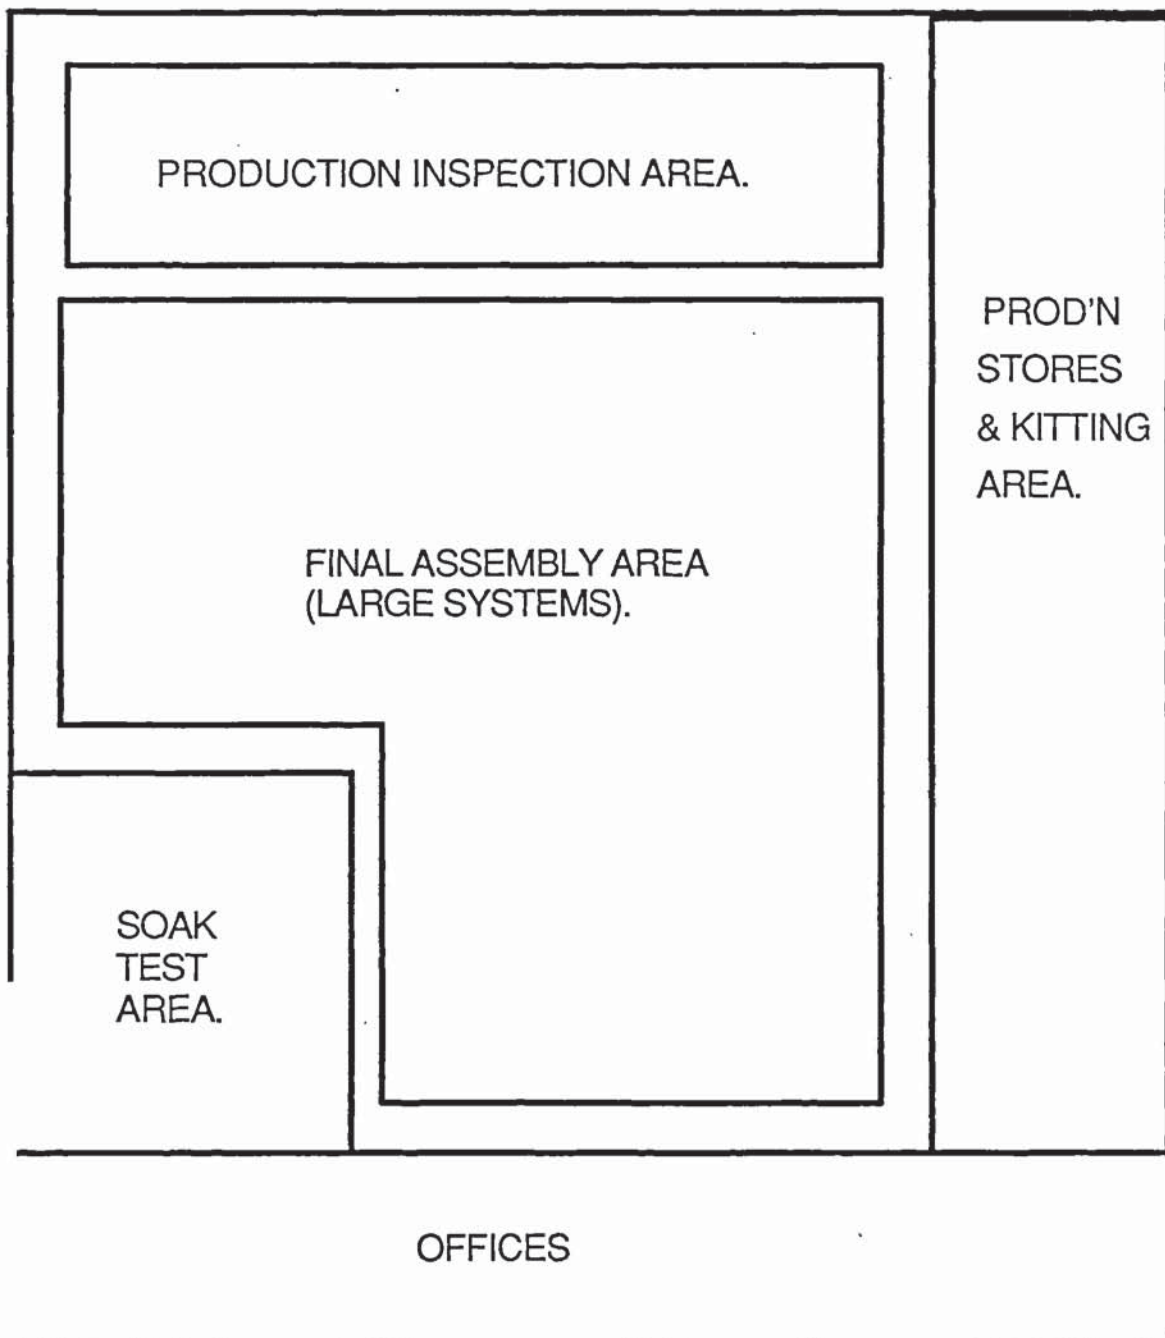 PRODUCTION INSPECTION AREA.
PROD'N
STORES
& KITTING
AREA.
FINAL ASSEMBLY AREA
(LARGE SYSTEMS).
SOAK
TEST
AREA.
OFFICES